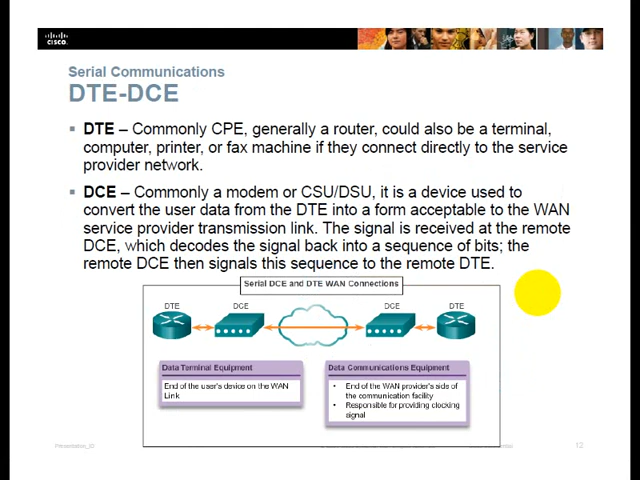 cisco.
Serial Communications
DTE-DCE
▪ DTE – Commonly CPE, generally a router, could also be a terminal,
computer, printer, or fax machine if they connect directly to the service
provider network.
▪ DCE – Commonly a modem or CSU/DSU, it is a device used to
convert the user data from the DTE into a form acceptable to the WAN
service provider transmission link. The signal is received at the remote
DCE, which decodes the signal back into a sequence of bits; the
remote DCE then signals this sequence to the remote DTE.
Serial DCE and DTE WAN Connections
DTE DCE DCE DTE
Data Terminal Equipment
End of the user's device on the WAN
Link
Data Communications Equipment
• End of the WAN provider's side of
the communication facility
• Responsible for providing clocking
signal
Presentation_ID
12